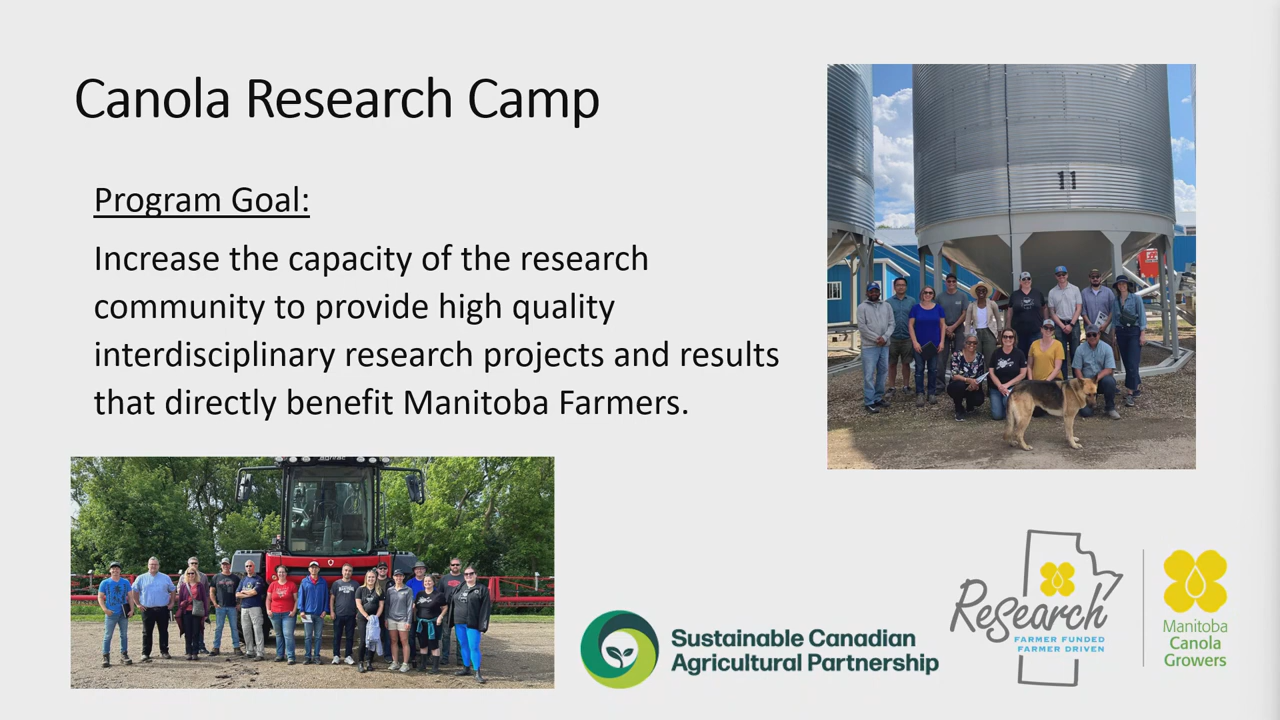 Canola Research Camp
Program Goal:
Increase the capacity of the research
community to provide high quality
interdisciplinary research projects and results
that directly benefit Manitoba Farmers.
11
Sustainable Canadian
Agricultural Partnership
ReSearch
FARMER FUNDED
FARMER DRIVEN
Manitoba
Canola
Growers